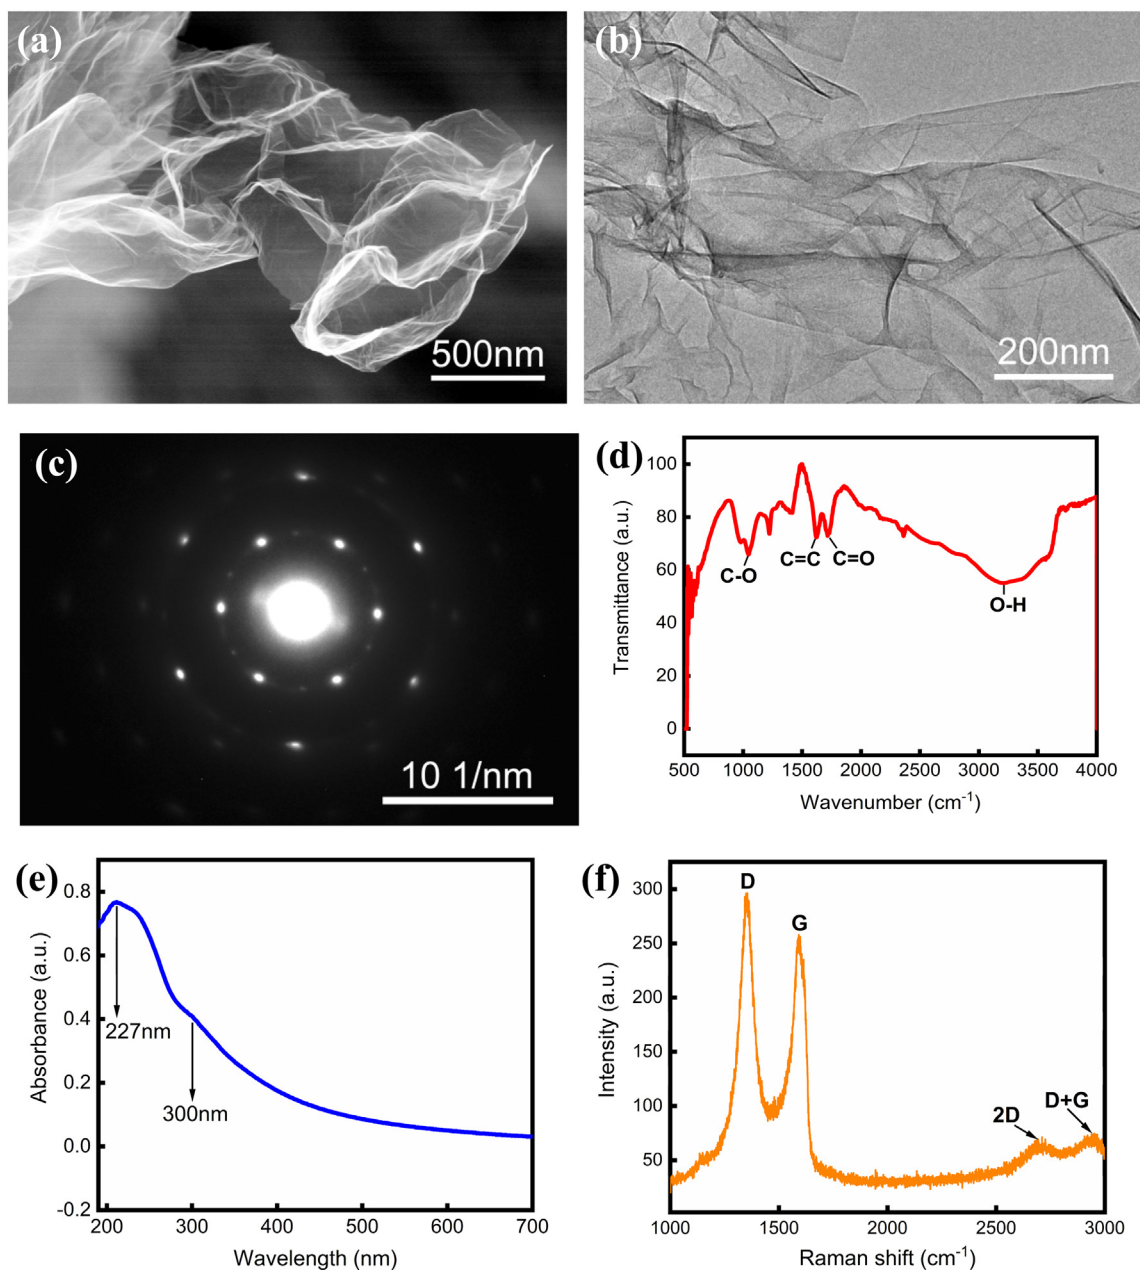 (a)
500nm
(b)
200nm
(c)
10 1/nm
(d)
100
80
60
40
20
0
C-O
C=C
C=O
O-H
500
1000
1500
2000
2500
3000
3500
4000
Transmittance (a.u.)
Wavenumber (cm⁻¹)
(e)
0.8
0.6
0.4
0.2
0.0
-0.2
227nm
300nm
200
300
400
500
600
700
Absorbance (a.u.)
Wavelength (nm)
(f)
300
250
200
150
100
50
D
G
2D
D+G
1000
1500
2000
2500
3000
Intensity (a.u.)
Raman shift (cm⁻¹)